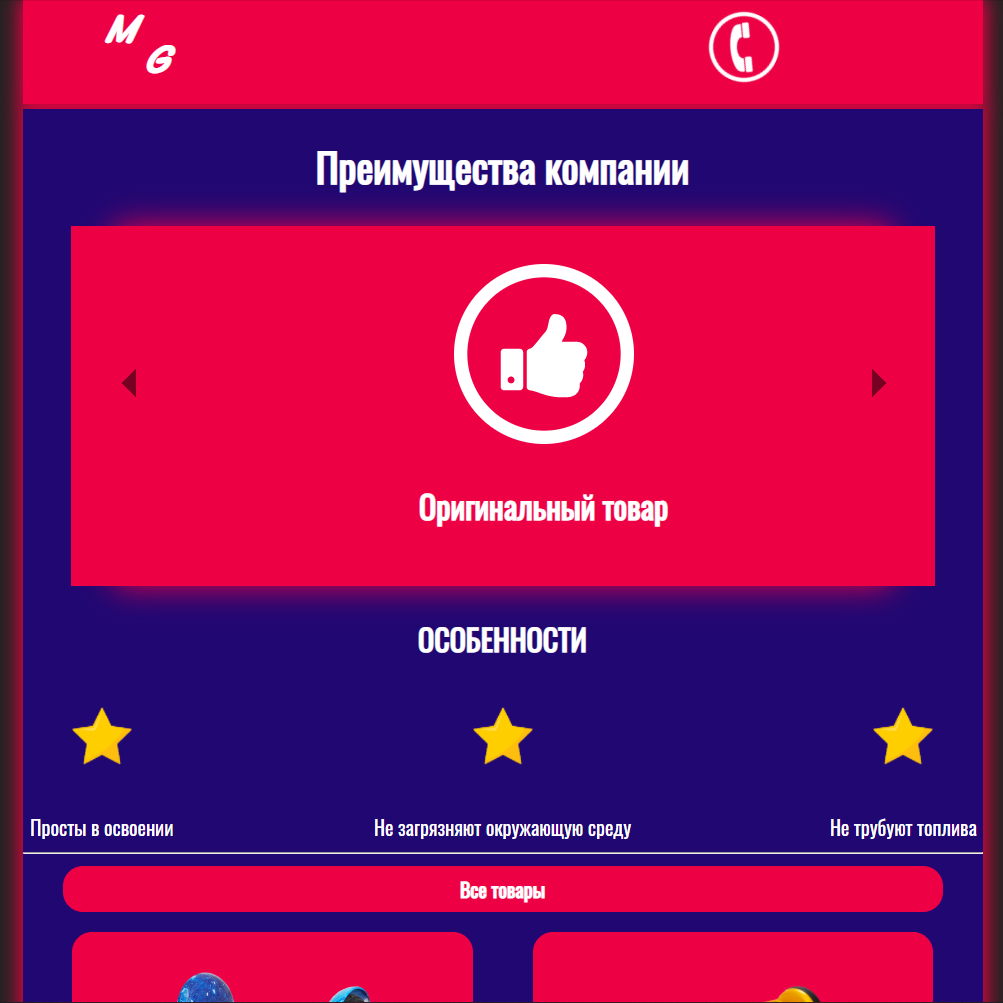 M
G
Преимущества компании
Оригинальный товар
ОСОБЕННОСТИ
Просты в освоении
Не загрязняют окружающую среду
Не трубуют топлива
Все товары